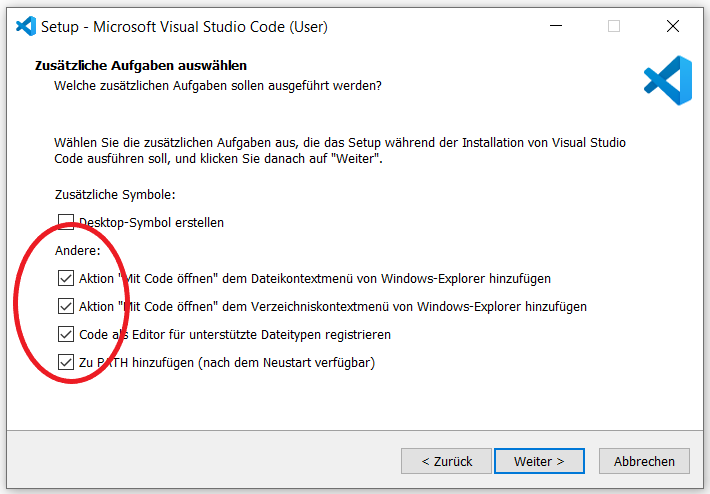 Setup - Microsoft Visual Studio Code (User)
Zusätzliche Aufgaben auswählen
Welche zusätzlichen Aufgaben sollen ausgeführt werden?
Wählen Sie die zusätzlichen Aufgaben aus, die das Setup während der Installation von Visual Studio
Code ausführen soll, und klicken Sie danach auf "Weiter".
Zusätzliche Symbole:
Desktop-Symbol erstellen
Andere:
Aktion "Mit Code öffnen" dem Dateikontextmenü von Windows-Explorer hinzufügen
Aktion "Mit Code öffnen" dem Verzeichniskontextmenü von Windows-Explorer hinzufügen
Code als Editor für unterstützte Dateitypen registrieren
Zu PATH hinzufügen (nach dem Neustart verfügbar)
< Zurück
Weiter >
Abbrechen